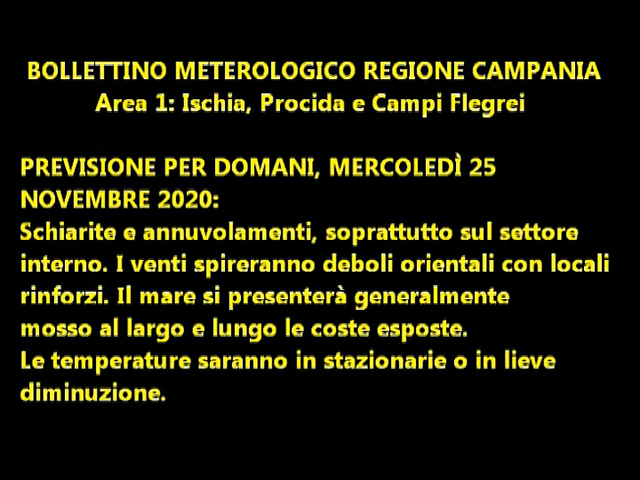 BOLLETTINO METEROLOGICO REGIONE CAMPANIA
Area 1: Ischia, Procida e Campi Flegrei
PREVISIONE PER DOMANI, MERCOLEDÌ 25
NOVEMBRE 2020:
Schiarite e annuvolamenti, soprattutto sul settore
interno. I venti spireranno deboli orientali con locali
rinforzi. Il mare si presenterà generalmente
mosso al largo e lungo le coste esposte.
Le temperature saranno in stazionarie o in lieve
diminuzione.